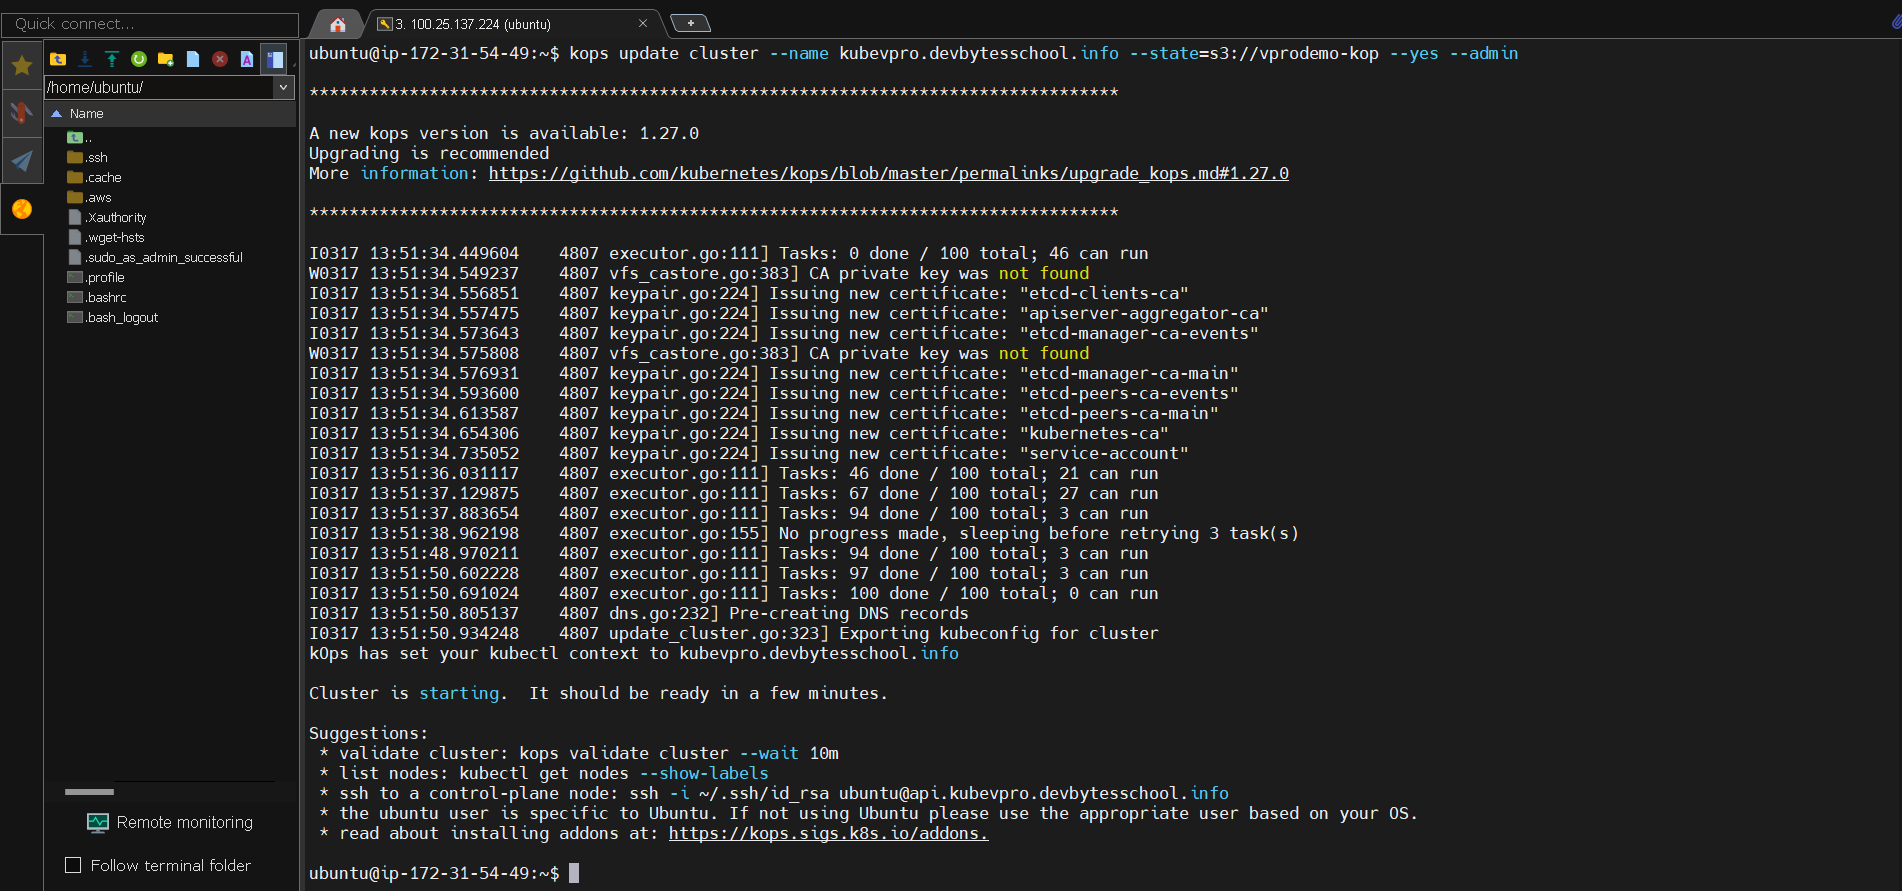 Quick connect...
3. 100.25.137.224 (ubuntu)
/home/ubuntu/
Name
..
.ssh
.cache
.aws
.Xauthority
.wget-hsts
.sudo_as_admin_successful
.profile
.bashrc
.bash_logout
Remote monitoring
Follow terminal folder
ubuntu@ip-172-31-54-49:~$ kops update cluster --name kubevpro.devbytesschool.info --state=s3://vprodemo-kop --yes --admin
*********************************************************************************
A new kops version is available: 1.27.0
Upgrading is recommended
More information: https://github.com/kubernetes/kops/blob/master/permalinks/upgrade_kops.md#1.27.0
*********************************************************************************
I0317 13:51:34.449604    4807 executor.go:111] Tasks: 0 done / 100 total; 46 can run
W0317 13:51:34.549237    4807 vfs_castore.go:383] CA private key was not found
I0317 13:51:34.556851    4807 keypair.go:224] Issuing new certificate: "etcd-clients-ca"
I0317 13:51:34.557475    4807 keypair.go:224] Issuing new certificate: "apiserver-aggregator-ca"
I0317 13:51:34.573643    4807 keypair.go:224] Issuing new certificate: "etcd-manager-ca-events"
W0317 13:51:34.575808    4807 vfs_castore.go:383] CA private key was not found
I0317 13:51:34.576931    4807 keypair.go:224] Issuing new certificate: "etcd-manager-ca-main"
I0317 13:51:34.593600    4807 keypair.go:224] Issuing new certificate: "etcd-peers-ca-events"
I0317 13:51:34.613587    4807 keypair.go:224] Issuing new certificate: "etcd-peers-ca-main"
I0317 13:51:34.654306    4807 keypair.go:224] Issuing new certificate: "kubernetes-ca"
I0317 13:51:34.735052    4807 keypair.go:224] Issuing new certificate: "service-account"
I0317 13:51:36.031117    4807 executor.go:111] Tasks: 46 done / 100 total; 21 can run
I0317 13:51:37.129875    4807 executor.go:111] Tasks: 67 done / 100 total; 27 can run
I0317 13:51:37.883654    4807 executor.go:111] Tasks: 94 done / 100 total; 3 can run
I0317 13:51:38.962198    4807 executor.go:155] No progress made, sleeping before retrying 3 task(s)
I0317 13:51:48.970211    4807 executor.go:111] Tasks: 94 done / 100 total; 3 can run
I0317 13:51:50.602228    4807 executor.go:111] Tasks: 97 done / 100 total; 3 can run
I0317 13:51:50.691024    4807 executor.go:111] Tasks: 100 done / 100 total; 0 can run
I0317 13:51:50.805137    4807 dns.go:232] Pre-creating DNS records
I0317 13:51:50.934248    4807 update_cluster.go:323] Exporting kubeconfig for cluster
kOps has set your kubectl context to kubevpro.devbytesschool.info
Cluster is starting.  It should be ready in a few minutes.
Suggestions:
* validate cluster: kops validate cluster --wait 10m
* list nodes: kubectl get nodes --show-labels
* ssh to a control-plane node: ssh -i ~/.ssh/id_rsa ubuntu@api.kubevpro.devbytesschool.info
* the ubuntu user is specific to Ubuntu. If not using Ubuntu please use the appropriate user based on your OS.
* read about installing addons at: https://kops.sigs.k8s.io/addons.
ubuntu@ip-172-31-54-49:~$